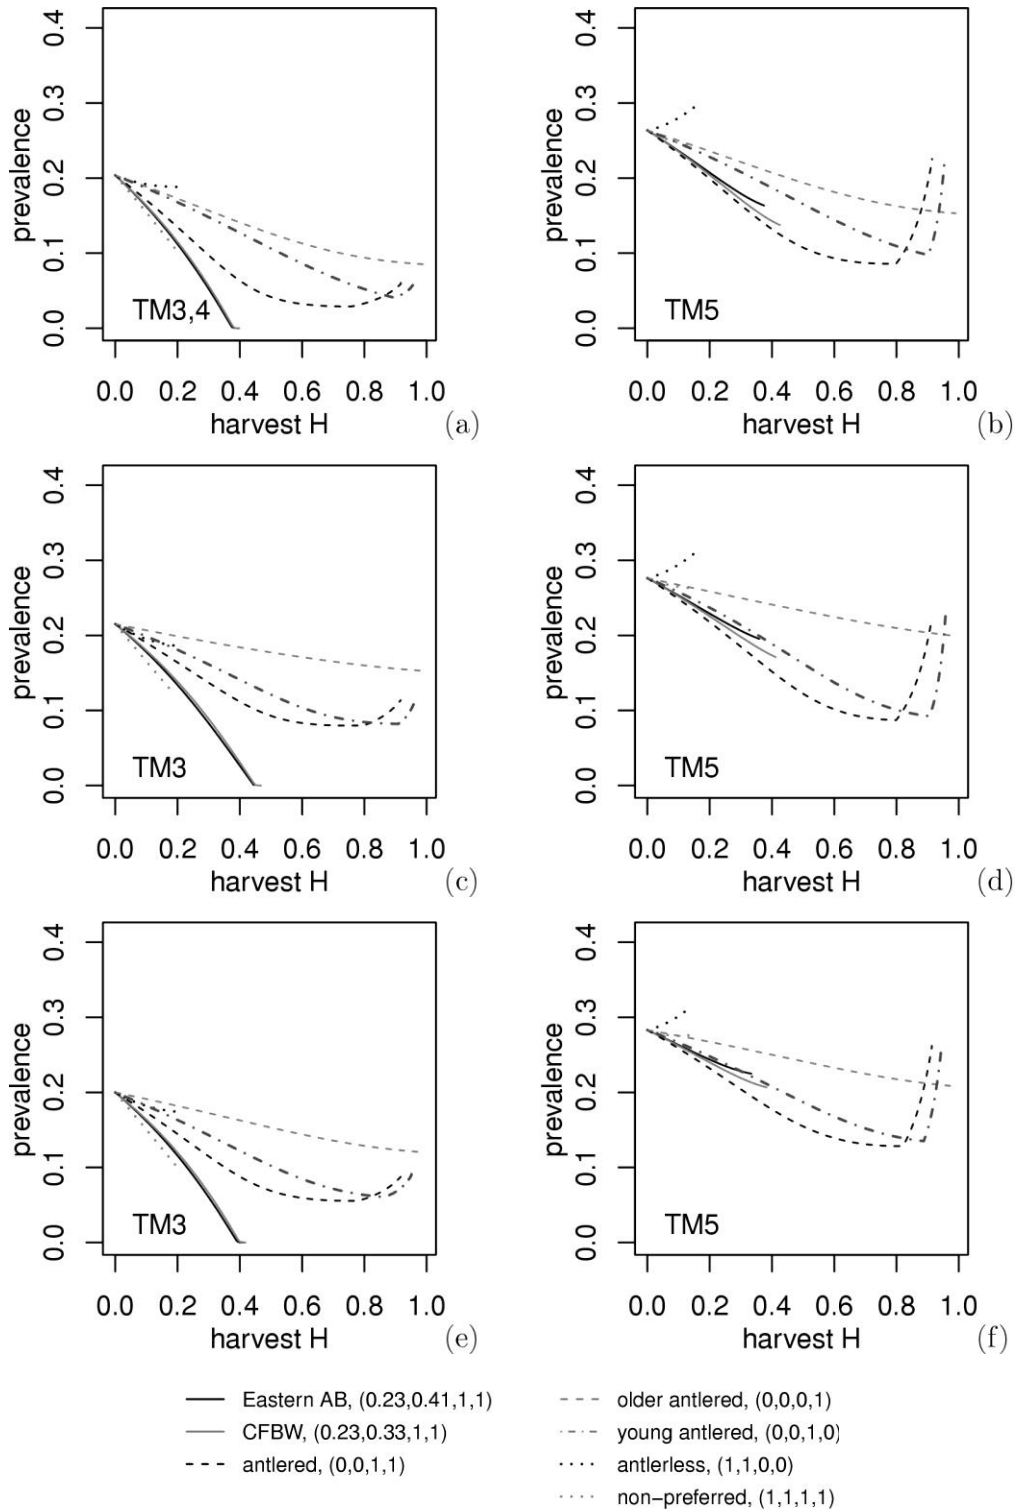 0.0 0.1 0.2 0.3 0.4
prevalence
TM3,4
0.0 0.2 0.4 0.6 0.8 1.0
harvest H
(a)
0.0 0.1 0.2 0.3 0.4
prevalence
TM5
0.0 0.2 0.4 0.6 0.8 1.0
harvest H
(b)
0.0 0.1 0.2 0.3 0.4
prevalence
TM3
0.0 0.2 0.4 0.6 0.8 1.0
harvest H
(c)
0.0 0.1 0.2 0.3 0.4
prevalence
TM5
0.0 0.2 0.4 0.6 0.8 1.0
harvest H
(d)
0.0 0.1 0.2 0.3 0.4
prevalence
TM3
0.0 0.2 0.4 0.6 0.8 1.0
harvest H
(e)
0.0 0.1 0.2 0.3 0.4
prevalence
TM5
0.0 0.2 0.4 0.6 0.8 1.0
harvest H
(f)
Eastern AB, (0.23,0.41,1,1)
CFBW, (0.23,0.33,1,1)
antlered, (0,0,1,1)
older antlered, (0,0,0,1)
young antlered, (0,0,1,0)
antlerless, (1,1,0,0)
non−preferred, (1,1,1,1)